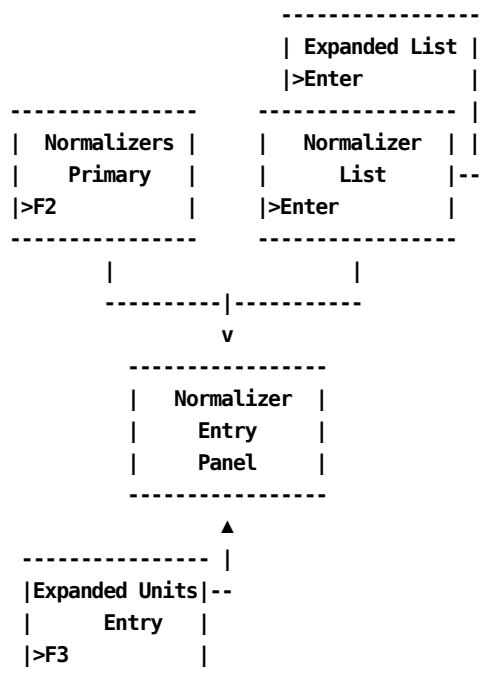 -----------------
| Expanded List |
|>Enter         |
----------------   ----------------- |
|  Normalizers |   |   Normalizer  | |
|    Primary   |   |      List     |--
|>F2           |   |>Enter         |
----------------   -----------------
|                    |
----------|-----------
v
-----------------
|   Normalizer  |
|     Entry     |
|     Panel     |
-----------------
▲
---------------- |
|Expanded Units|--
|      Entry   |
|>F3           |